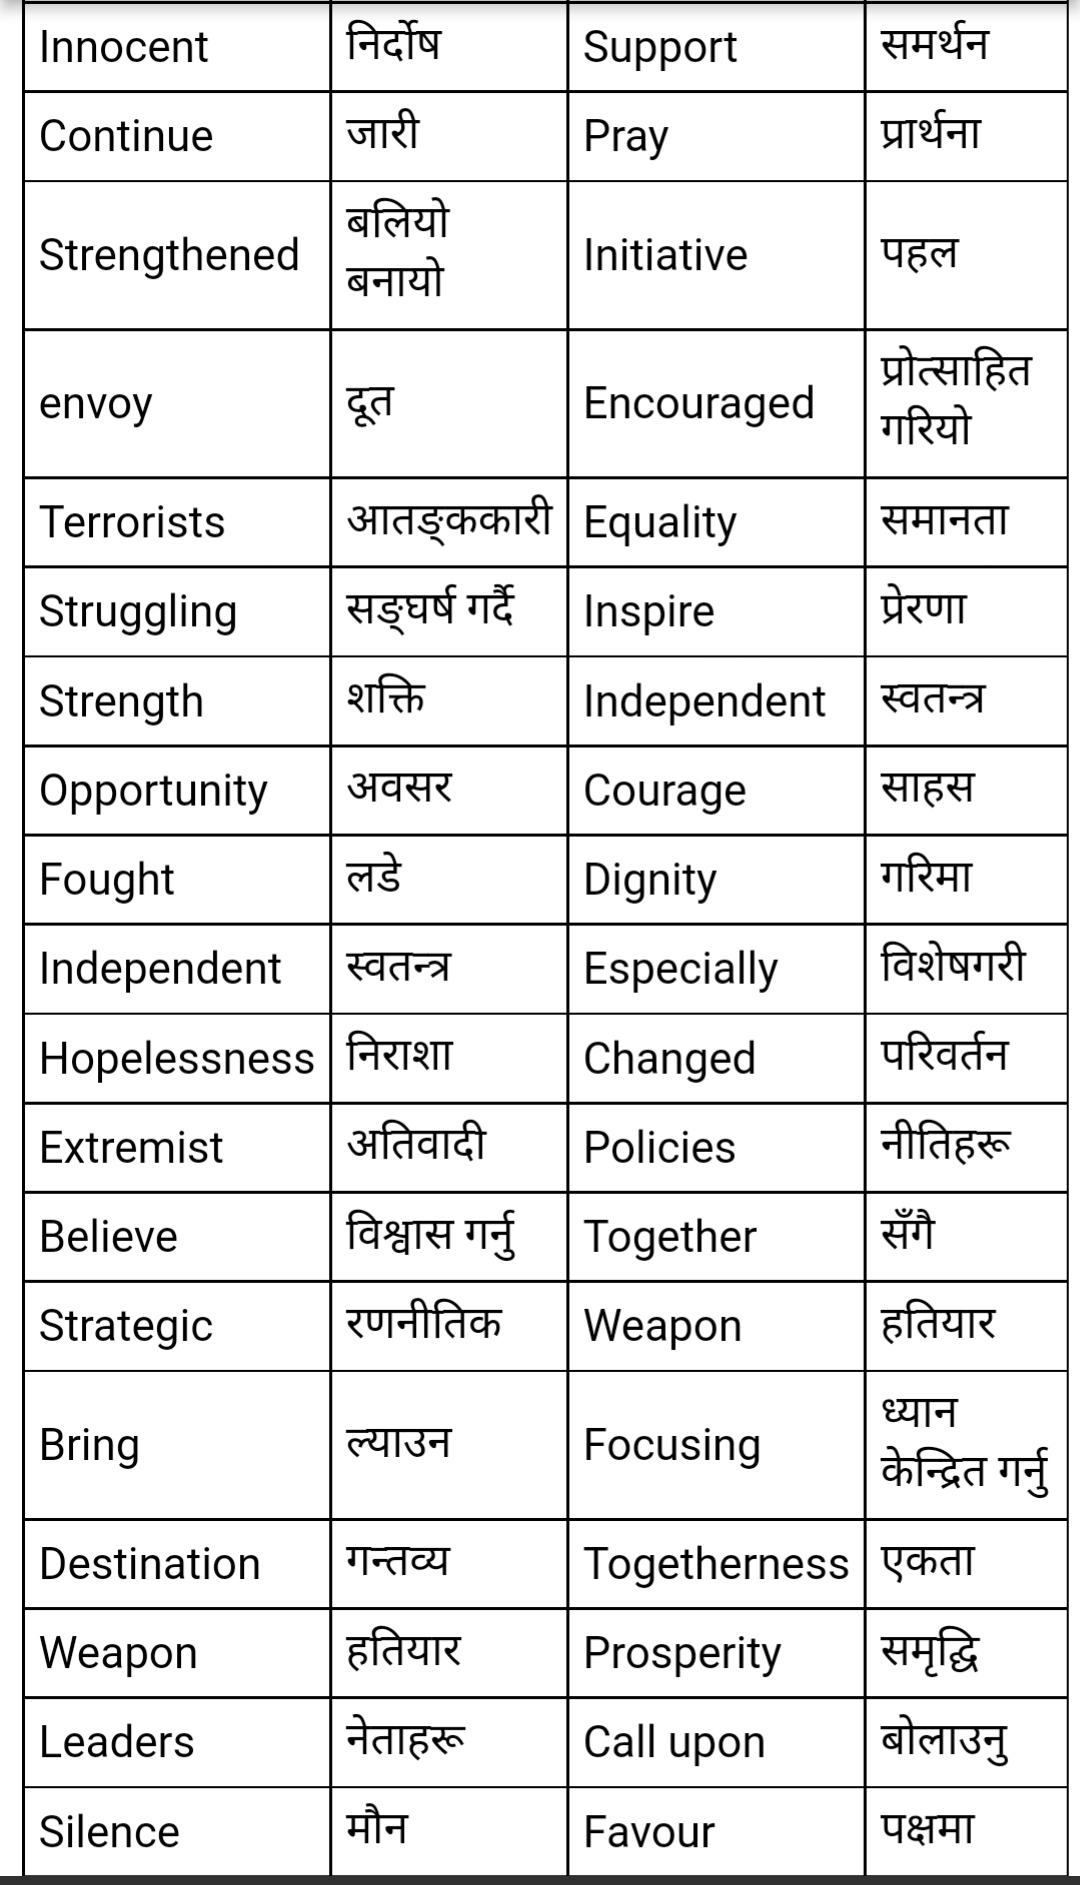 Innocent निर्दोष Support समर्थन
Continue जारी Pray प्रार्थना
Strengthened बलियो बनायो Initiative पहल
envoy दूत Encouraged प्रोत्साहित गरियो
Terrorists आतङ्ककारी Equality समानता
Struggling सङ्घर्ष गर्दै Inspire प्रेरणा
Strength शक्ति Independent स्वतन्त्र
Opportunity अवसर Courage साहस
Fought लडे Dignity गरिमा
Independent स्वतन्त्र Especially विशेषगरी
Hopelessness निराशा Changed परिवर्तन
Extremist अतिवादी Policies नीतिहरू
Believe विश्वास गर्नु Together सँगै
Strategic रणनीतिक Weapon हतियार
Bring ल्याउन Focusing ध्यान केन्द्रित गर्नु
Destination गन्तव्य Togetherness एकता
Weapon हतियार Prosperity समृद्धि
Leaders नेताहरू Call upon बोलाउनु
Silence मौन Favour पक्षमा